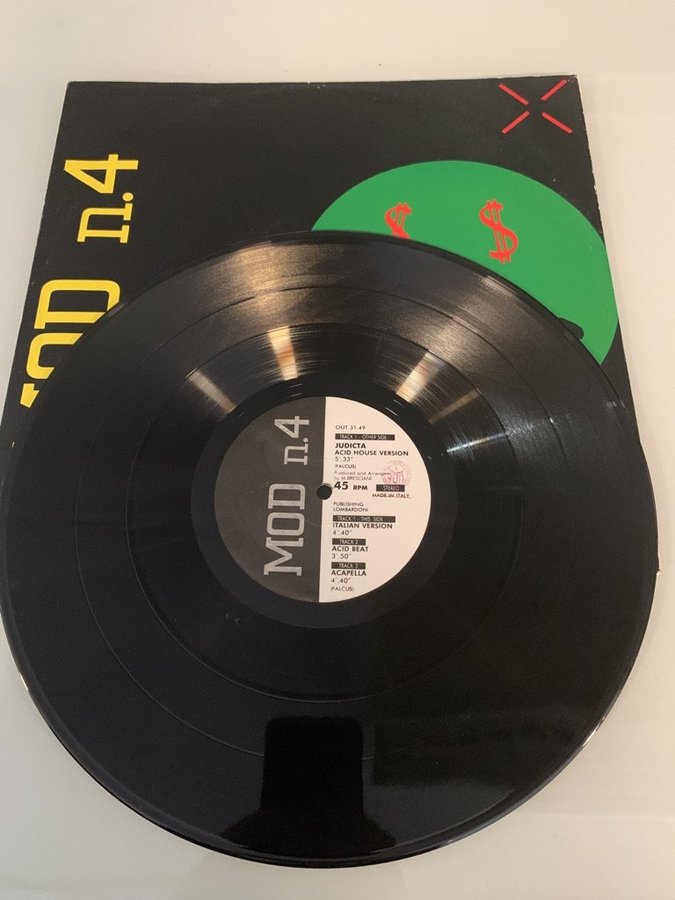 MOD n.4
$ $
MOD n.4
OUT 31.49
TRACK 1 - OTHER SIDE
JUDICTA
ACID HOUSE VERSION
5'.33"
(FALCUS)
Produced and Arranged
by M.BRESCIANI
45 RPM
STEREO
MADE IN ITALY
PUBLISHING
LOMBARDONI
TRACK 1 - THIS SIDE
ITALIAN VERSION
4'.40"
TRACK 2
ACID BEAT
3'.50"
TRACK 3
ACAPELLA
4'.40"
(FALCUS)